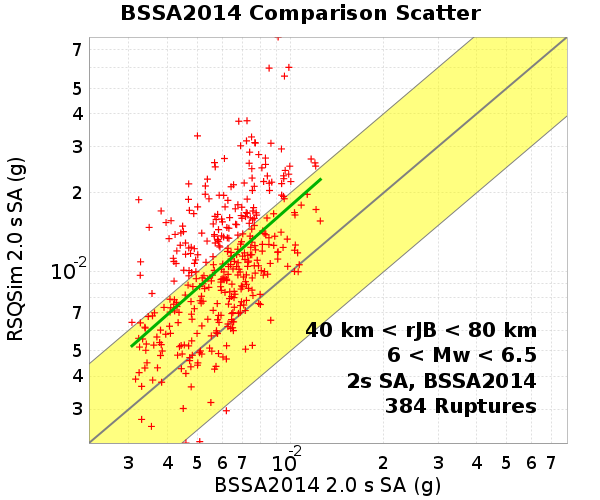 BSSA2014 Comparison Scatter
RSQSim 2.0 s SA (g)
7
5
4
3
2
10-2
7
5
4
3
40 km < rJB < 80 km
6 < Mw < 6.5
2s SA, BSSA2014
384 Ruptures
3 4 5 6 7 10-2 2 3 4 5 6 7
BSSA2014 2.0 s SA (g)